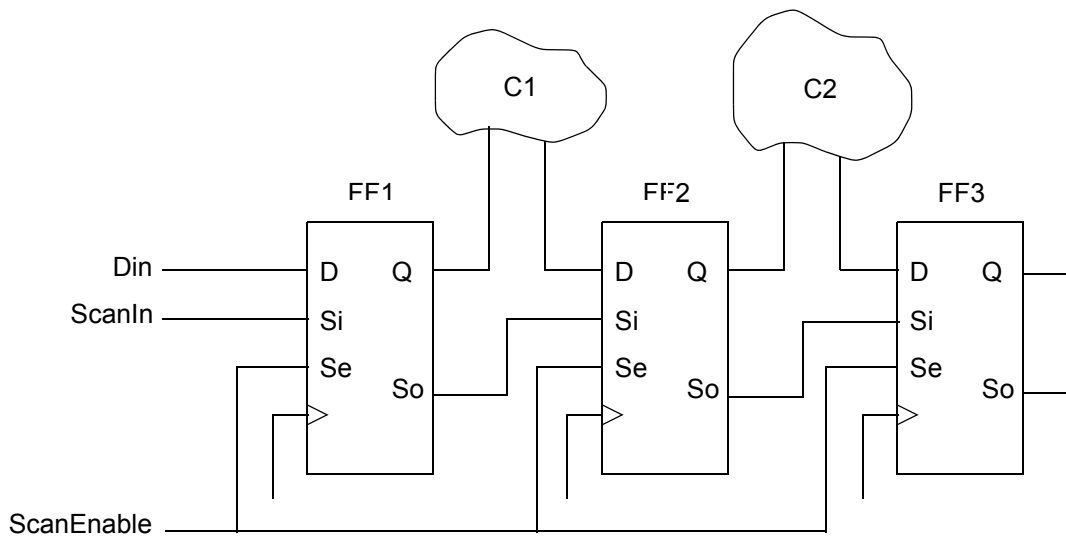 C1
C2
FF1
FF2
FF3
Din
D
Q
D
Q
D
Q
ScanIn
Si
Si
Si
Se
So
Se
So
Se
So
ScanEnable